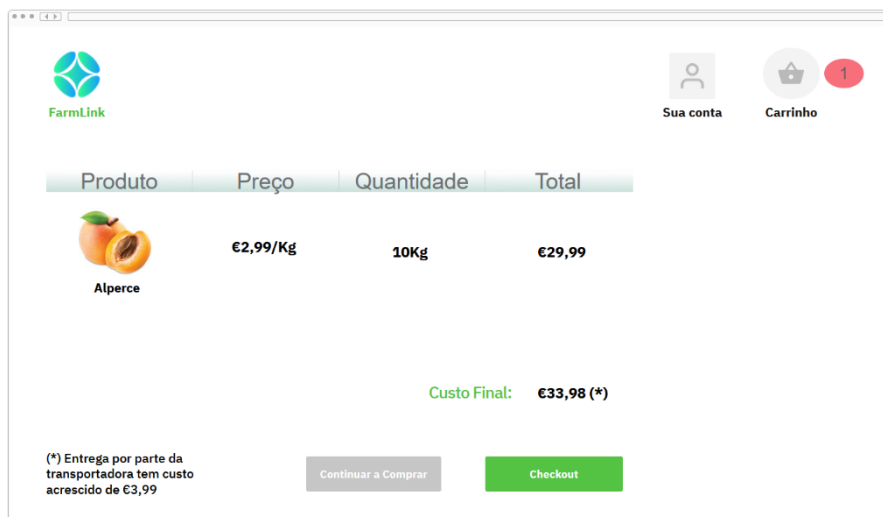 FarmLink
Sua conta
Carrinho
1
Produto
Preço
Quantidade
Total
€2,99/Kg
10Kg
€29,99
Alperce
Custo Final:
€33,98 (*)
(*) Entrega por parte da
transportadora tem custo
acrescido de €3,99
Continuar a Comprar
Checkout